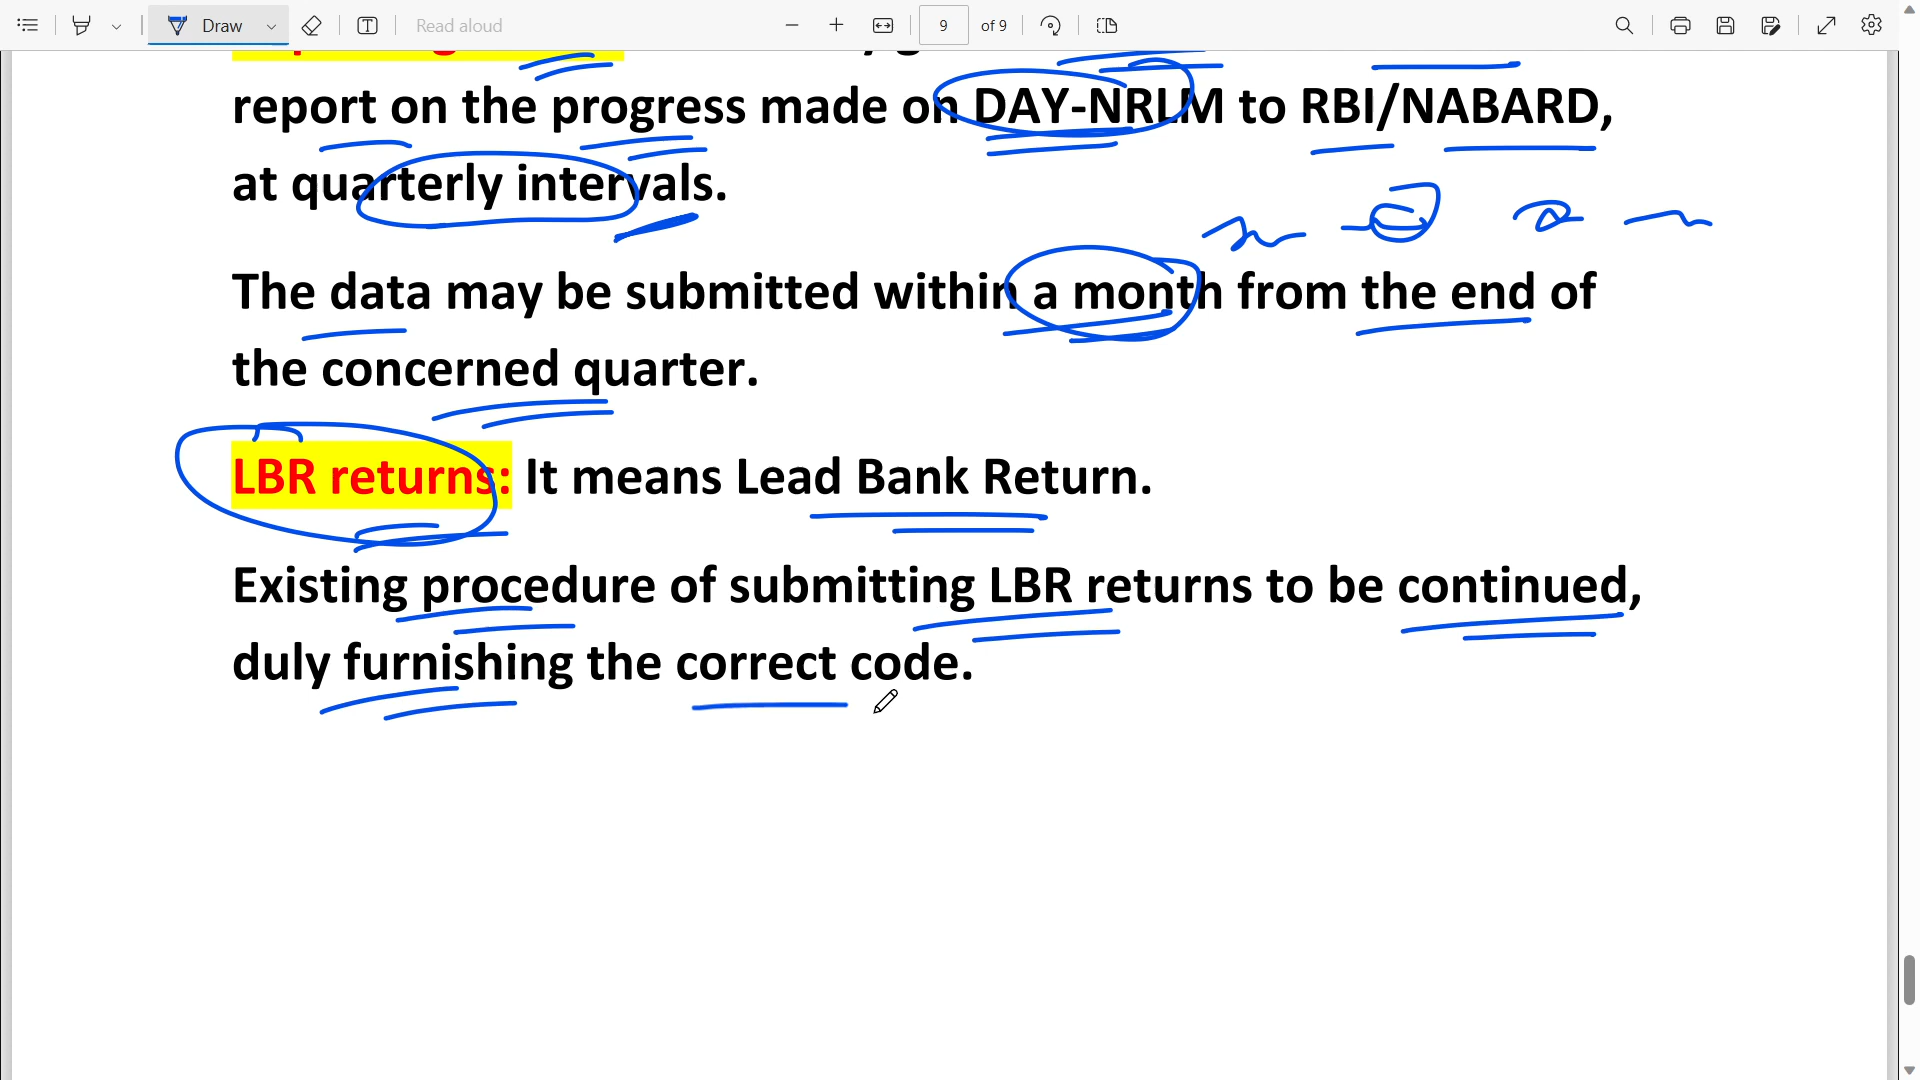 Draw
Read aloud
9 of 9
report on the progress made on DAY-NRLM to RBI/NABARD,
at quarterly intervals.
The data may be submitted within a month from the end of
the concerned quarter.
LBR returns: It means Lead Bank Return.
Existing procedure of submitting LBR returns to be continued,
duly furnishing the correct code.